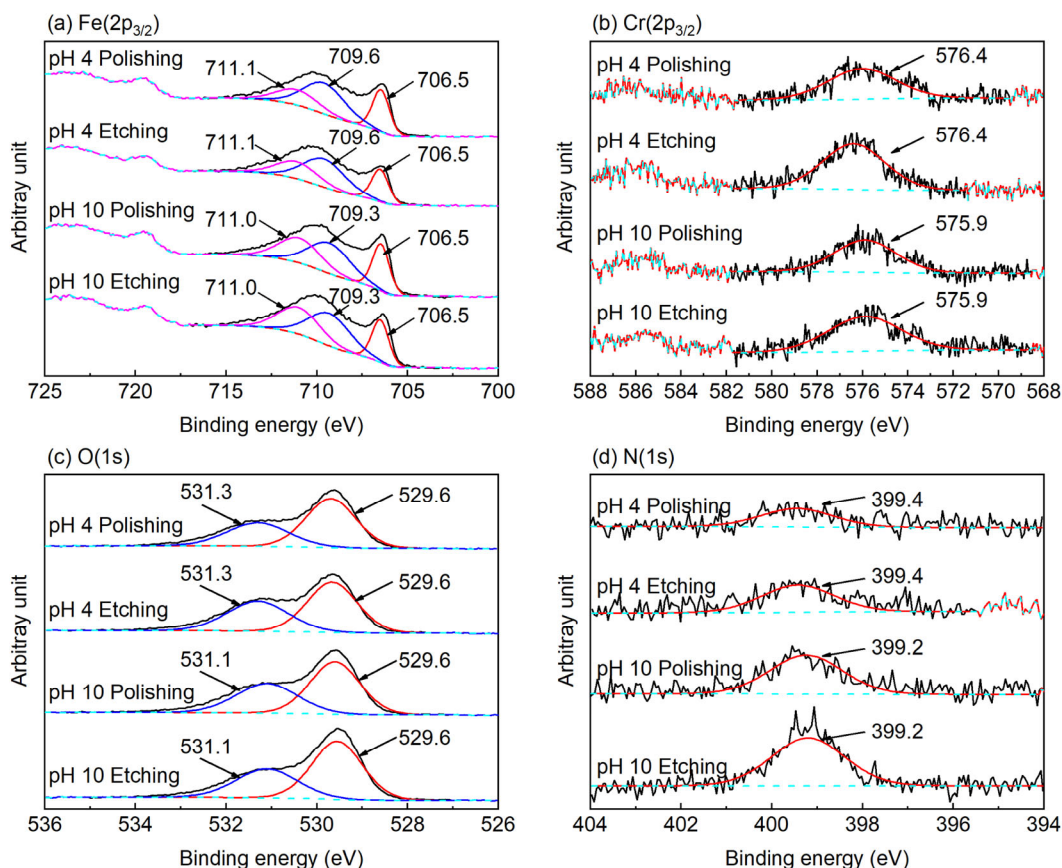 (a) Fe(2p3/2)
pH 4 Polishing
711.1
709.6
706.5
pH 4 Etching
711.1
709.6
706.5
pH 10 Polishing
711.0
709.3
706.5
pH 10 Etching
711.0
709.3
706.5
Arbitray unit
725 720 715 710 705 700
Binding energy (eV)
(b) Cr(2p3/2)
pH 4 Polishing
576.4
pH 4 Etching
576.4
pH 10 Polishing
575.9
pH 10 Etching
575.9
Arbitray unit
588 586 584 582 580 578 576 574 572 570 568
Binding energy (eV)
(c) O(1s)
531.3
529.6
pH 4 Polishing
531.3
529.6
pH 4 Etching
531.1
529.6
pH 10 Polishing
531.1
529.6
pH 10 Etching
Arbitray unit
536 534 532 530 528 526
Binding energy (eV)
(d) N(1s)
pH 4 Polishing
399.4
pH 4 Etching
399.4
pH 10 Polishing
399.2
pH 10 Etching
399.2
Arbitray unit
404 402 400 398 396 394
Binding energy (eV)